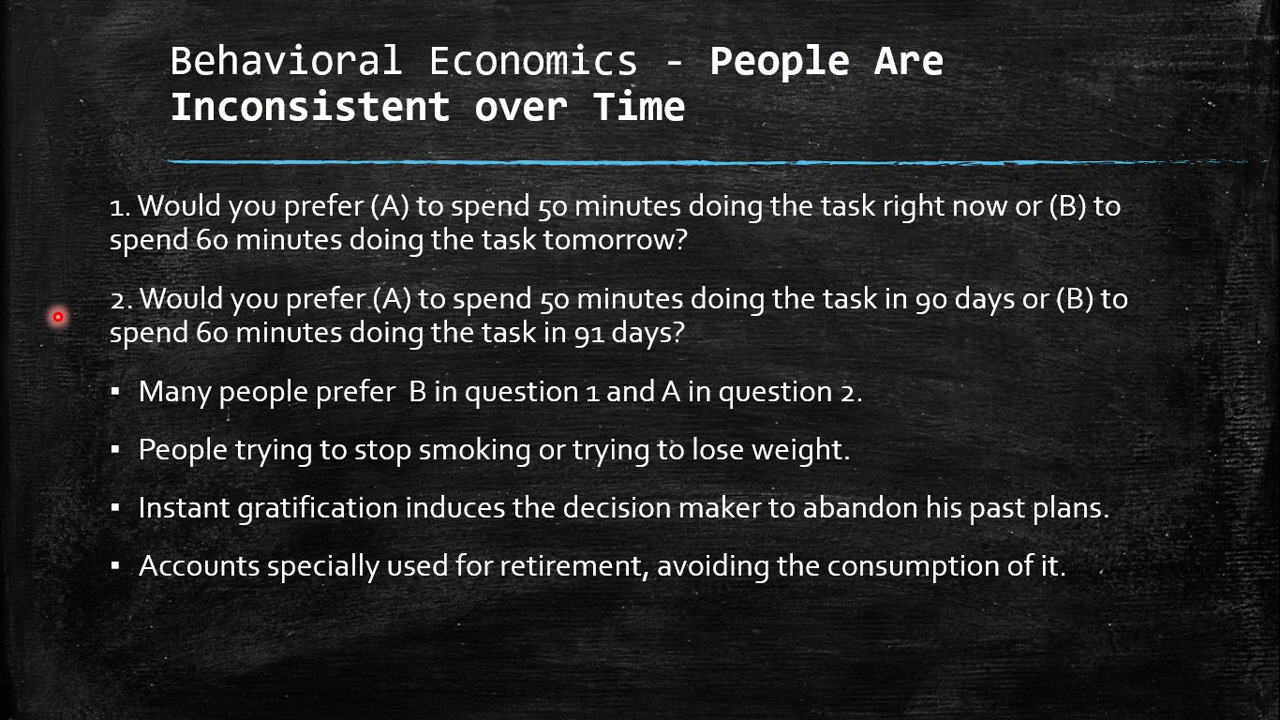 Behavioral Economics - People Are
Inconsistent over Time
1. Would you prefer (A) to spend 50 minutes doing the task right now or (B) to
spend 60 minutes doing the task tomorrow?
2. Would you prefer (A) to spend 50 minutes doing the task in 90 days or (B) to
spend 60 minutes doing the task in 91 days?
▪ Many people prefer  B in question 1 and A in question 2.
▪ People trying to stop smoking or trying to lose weight.
▪ Instant gratification induces the decision maker to abandon his past plans.
▪ Accounts specially used for retirement, avoiding the consumption of it.